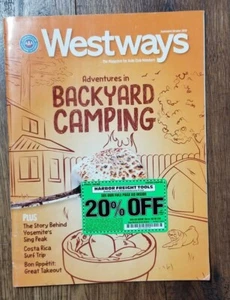 Westways
Adventures in
BACKYARD
CAMPING
HARBOR FREIGHT TOOLS
20% OFF
PLUS
The Story Behind
Yosemite's
Sing Peak
Costa Rica
Surf Trip
Bon Appétit:
Great Takeout